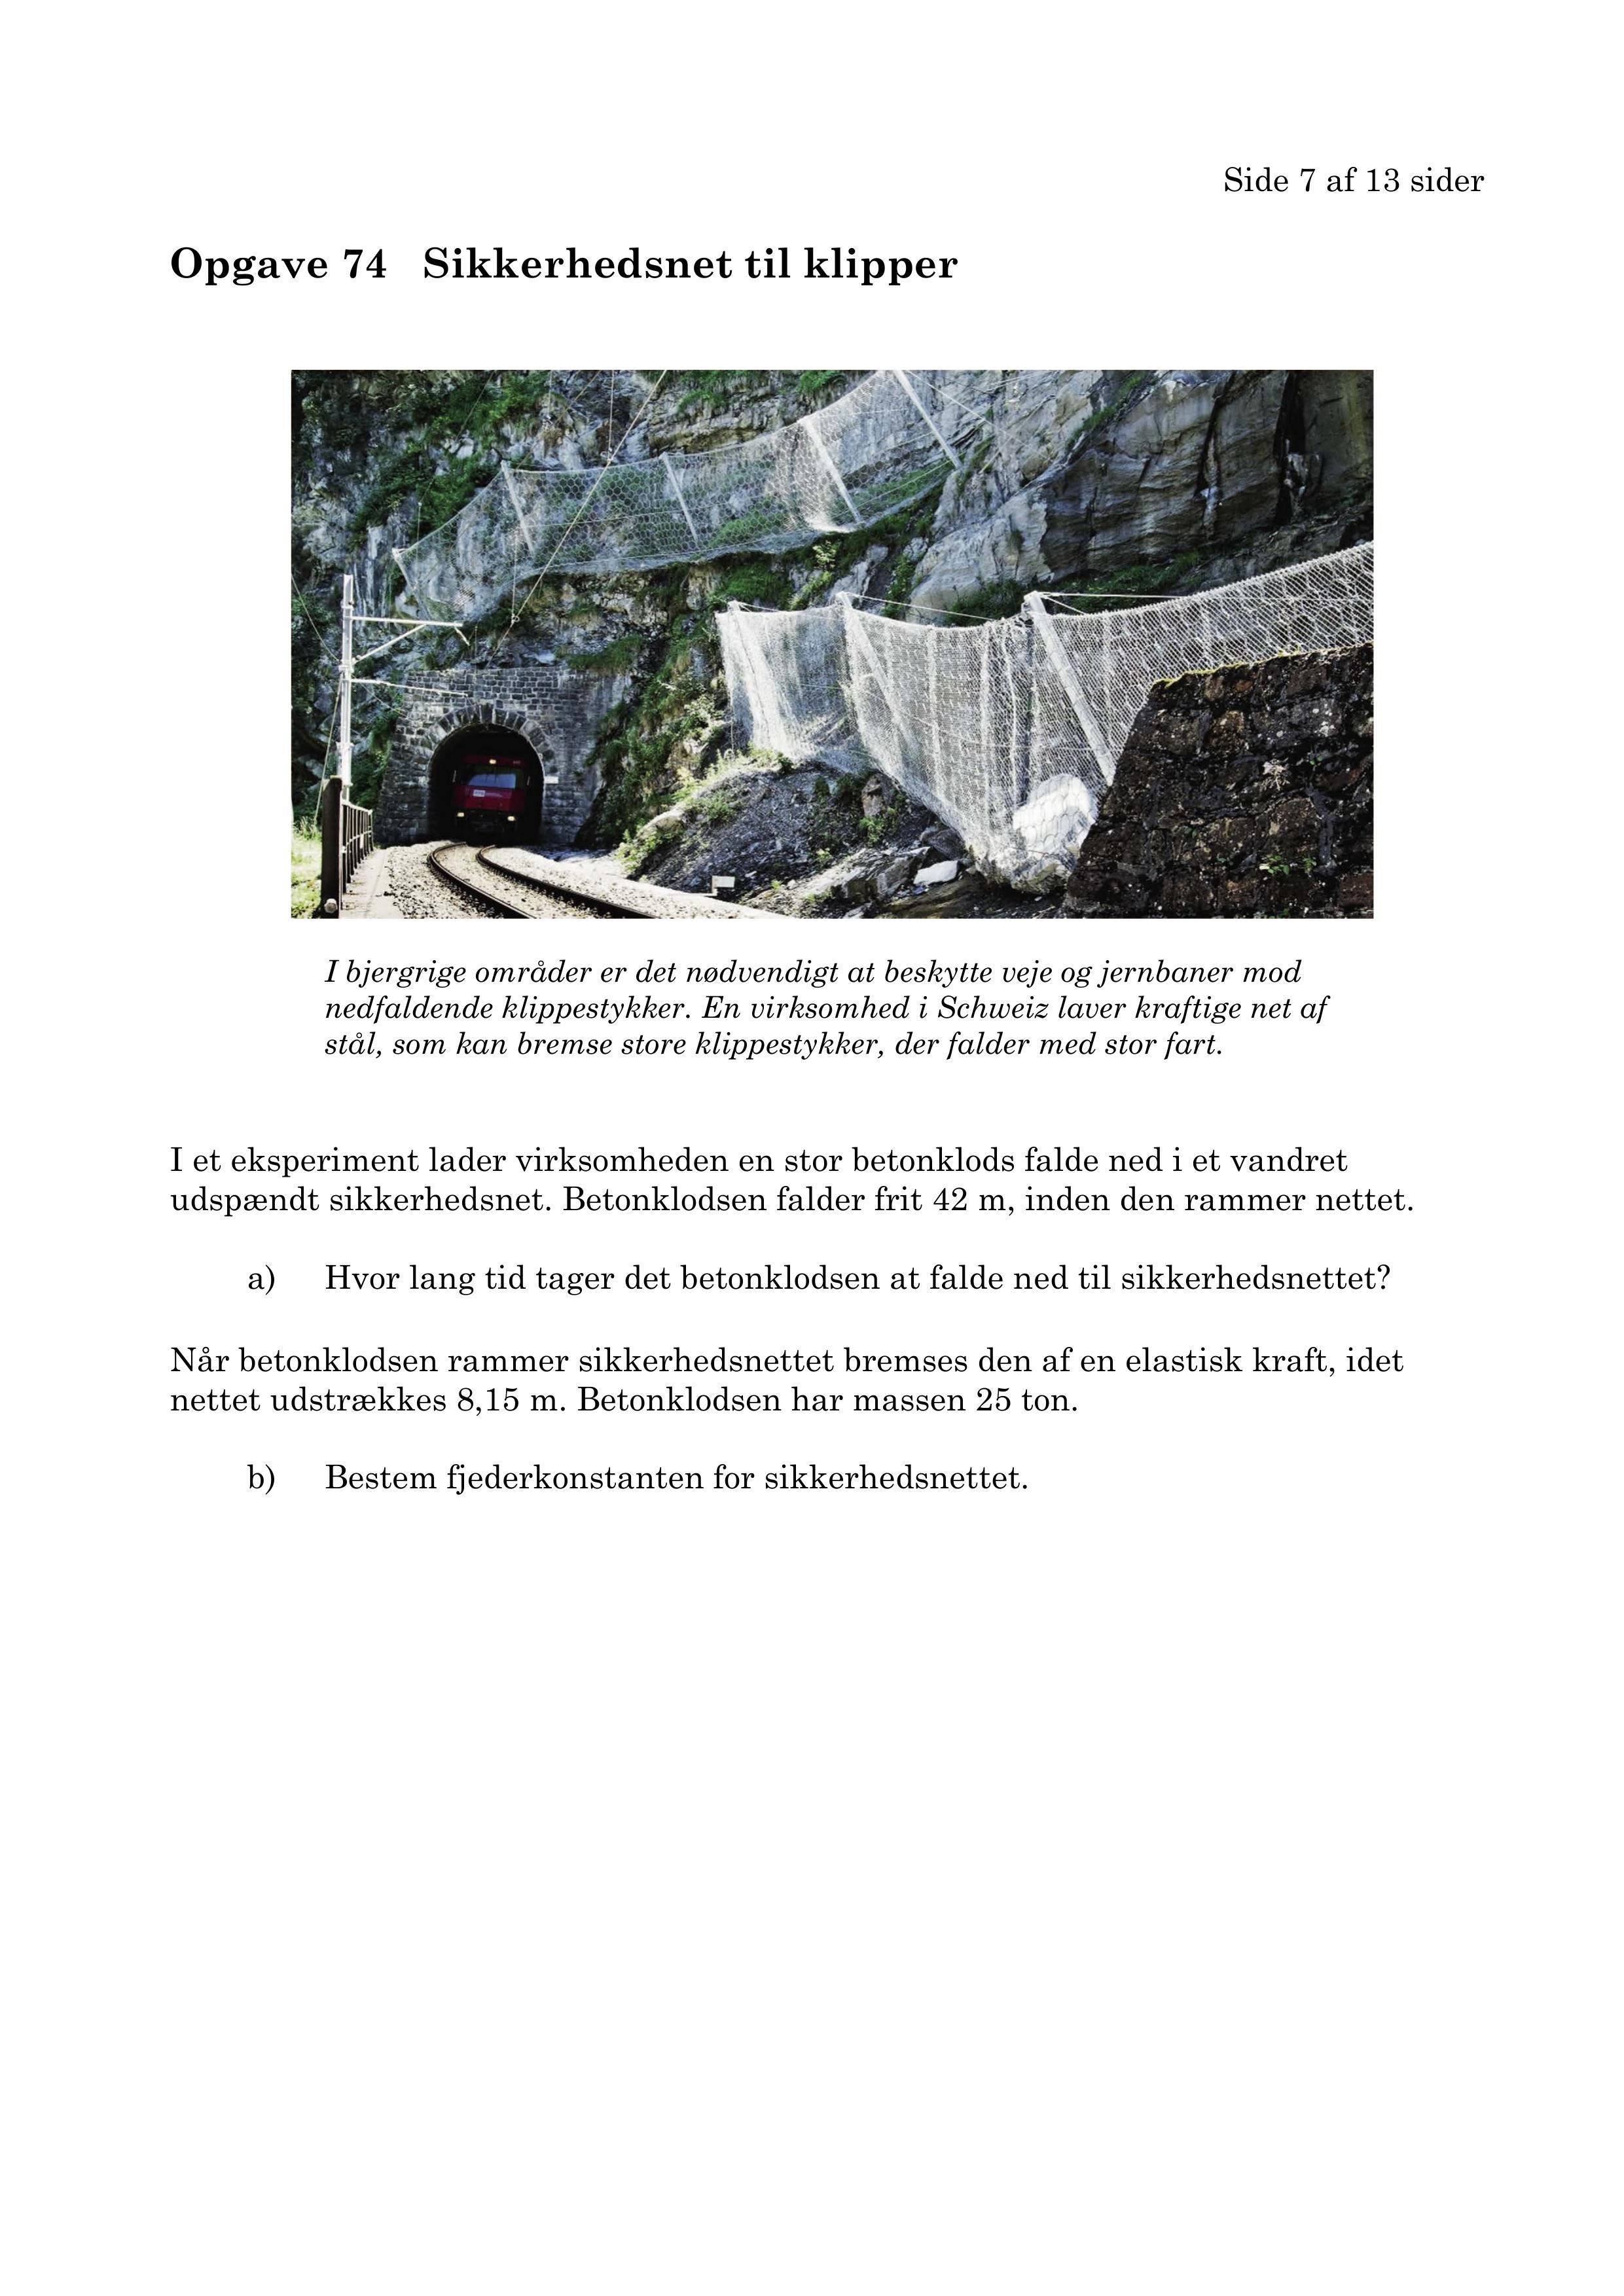 Side 7 af 13 sider
Opgave 74 Sikkerhedsnet til klipper
I bjergrige områder er det nødvendigt at beskytte veje og jernbaner mod
nedfaldende klippestykker. En virksomhed i Schweiz laver kraftige net af
stål, som kan bremse store klippestykker, der falder med stor fart.
I et eksperiment lader virksomheden en stor betonklods falde ned i et vandret
udspændt sikkerhedsnet. Betonklodsen falder frit 42 m, inden den rammer nettet.
a) Hvor lang tid tager det betonklodsen at falde ned til sikkerhedsnettet?
Når betonklodsen rammer sikkerhedsnettet bremses den af en elastisk kraft, idet
nettet udstrækkes 8,15 m. Betonklodsen har massen 25 ton.
b) Bestem fjederkonstanten for sikkerhedsnettet.